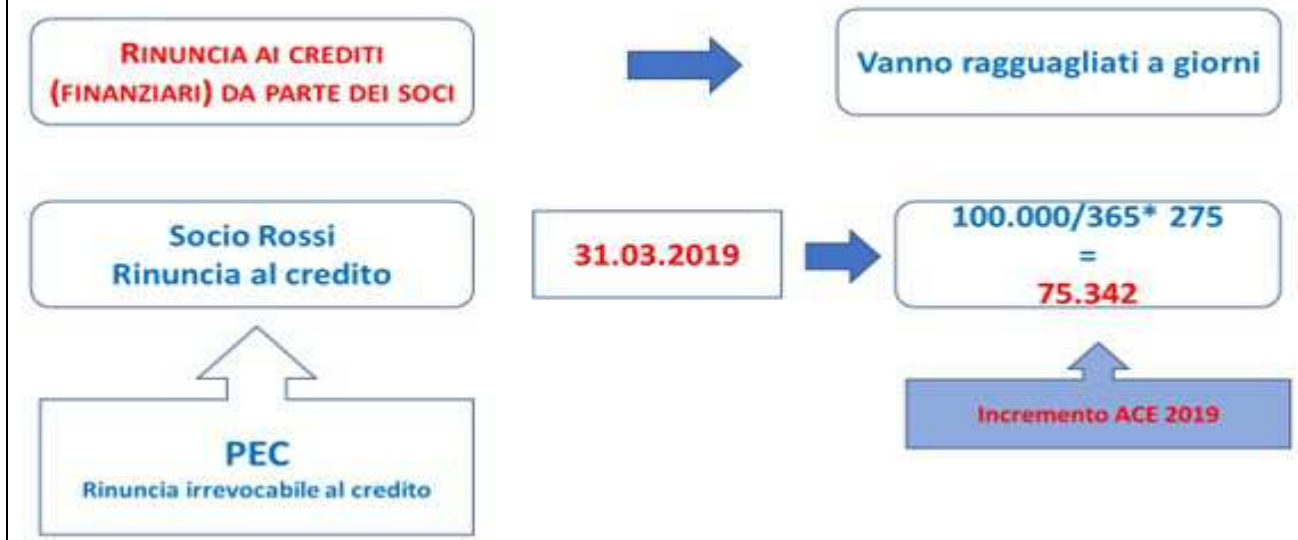 RINUNCIA AI CREDITI
(FINANZIARI) DA PARTE DEI SOCI
Vanno ragguagliati a giorni
Socio Rossi
Rinuncia al credito
31.03.2019
100.000/365* 275
=
75.342
PEC
Rinuncia irrevocabile al credito
Incremento ACE 2019